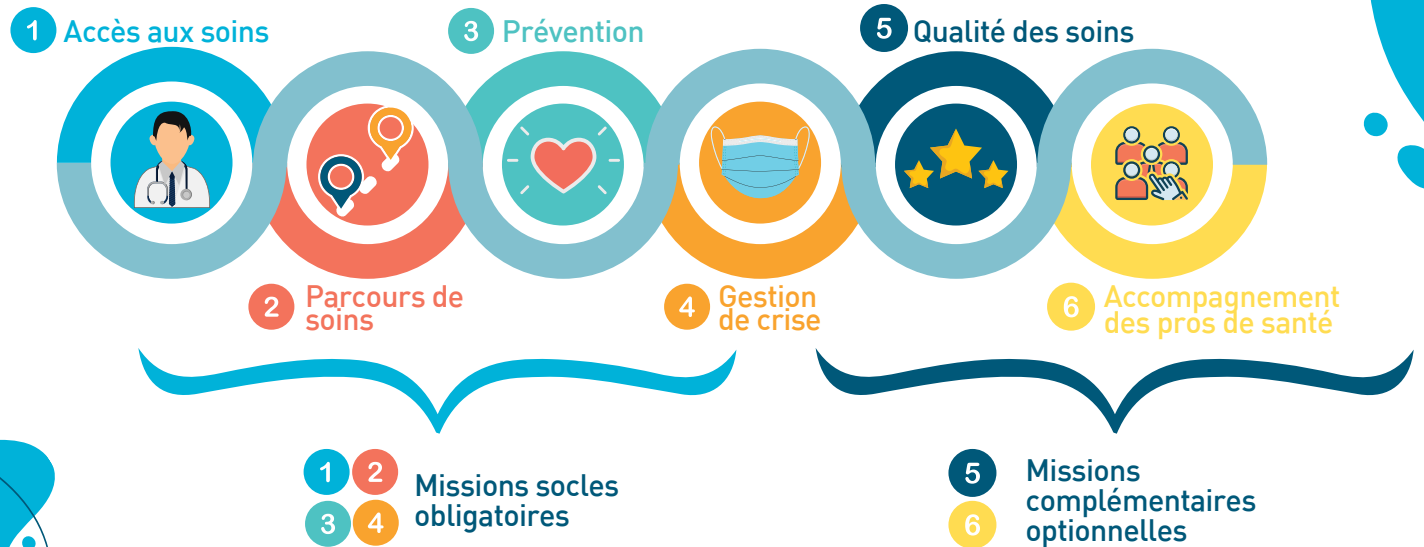 1 Accès aux soins
3 Prévention
5 Qualité des soins
2 Parcours de
soins
4 Gestion
de crise
6 Accompagnement
des pros de santé
1 2
3 4
Missions socles
obligatoires
5
6
Missions
complémentaires
optionnelles